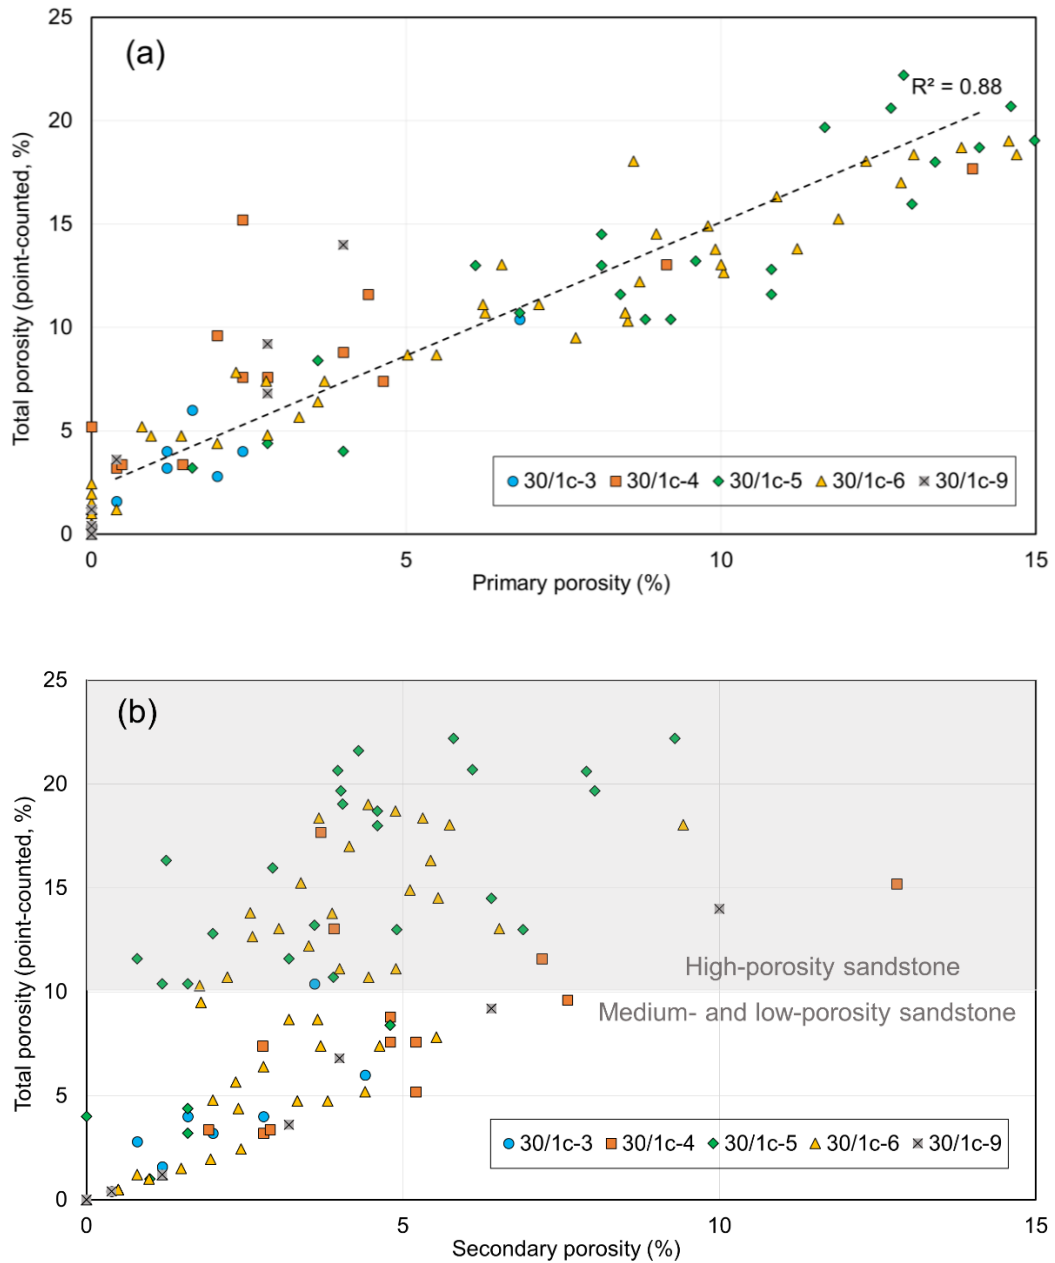 (a)
R² = 0.88
25
20
15
10
5
0
Total porosity (point-counted, %)
30/1c-3 30/1c-4 30/1c-5 30/1c-6 30/1c-9
0 5 10 15
Primary porosity (%)
(b)
25
20
15
10
5
0
Total porosity (point-counted, %)
High-porosity sandstone
Medium- and low-porosity sandstone
30/1c-3 30/1c-4 30/1c-5 30/1c-6 30/1c-9
0 5 10 15
Secondary porosity (%)